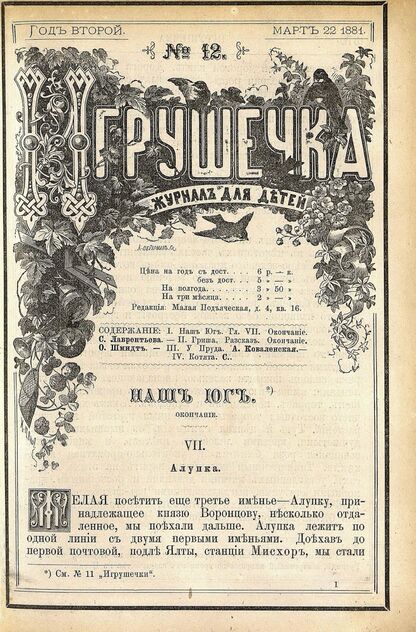 Годъ второй. Мартъ 22 1881.
№ 12.
Игрушечка
Журналъ для дѣтей
Цѣна на годъ съ дост. . . . 6 р. — к.
безъ дост. . . 5 „ — „
На полгода. . . . . . . . 3 » 50 »
На три мѣсяца. . . . . . 2 » — »
Редакція: Малая Подъяческая, д. 4, кв. 16.
СОДЕРЖАНІЕ: I. Нашъ Югъ. Гл. VII. Окончаніе.
С. Лаврентьева. — II. Гриша. Разсказъ. Окончаніе.
О. Шмидтъ. — III. У Пруда. А. Коваленская. —
IV. Котята. С..
НАШЪ ЮГЪ. *)
ОКОНЧАНІЕ.
VII.
Алупка.
ЖЕЛАЯ посѣтить еще третье имѣнье—Алупку, при-
надлежащее князю Воронцову, нѣсколько отда-
ленное, мы поѣхали дальше. Алупка лежитъ по
одной линіи съ двумя первыми имѣньями. Доѣхавъ до
первой почтовой, подлѣ Ялты, станціи Мисхоръ, мы стали
*) См. № 11 „Игрушечки“.
1